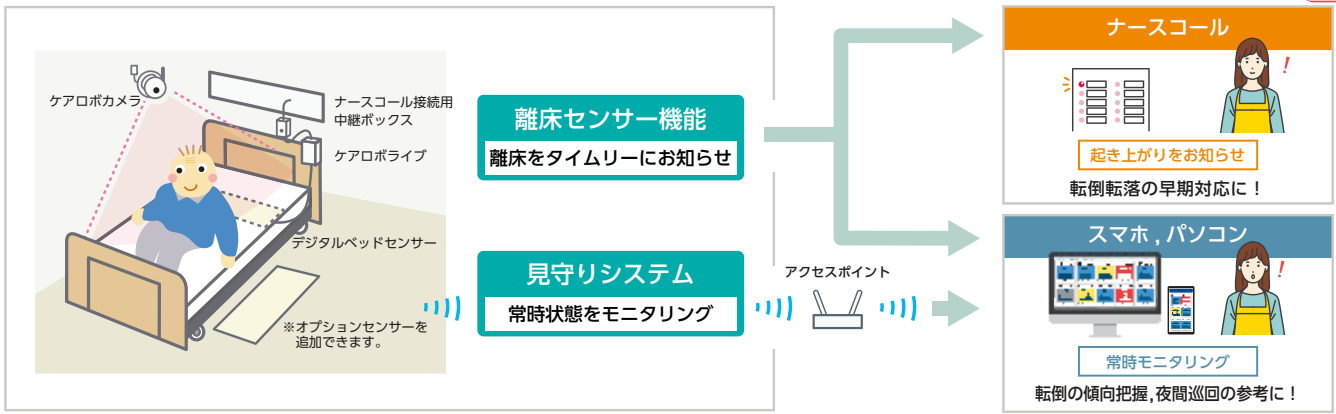 ケアロボカメラ
ナースコール接続用
中継ボックス
ケアロボライブ
デジタルベッドセンサー
※オプションセンサーを
追加できます。
離床センサー機能
離床をタイムリーにお知らせ
見守りシステム
常時状態をモニタリング
アクセスポイント
ナースコール
!
起き上がりをお知らせ
転倒転落の早期対応に！
スマホ,パソコン
!
常時モニタリング
転倒の傾向把握,夜間巡回の参考に！